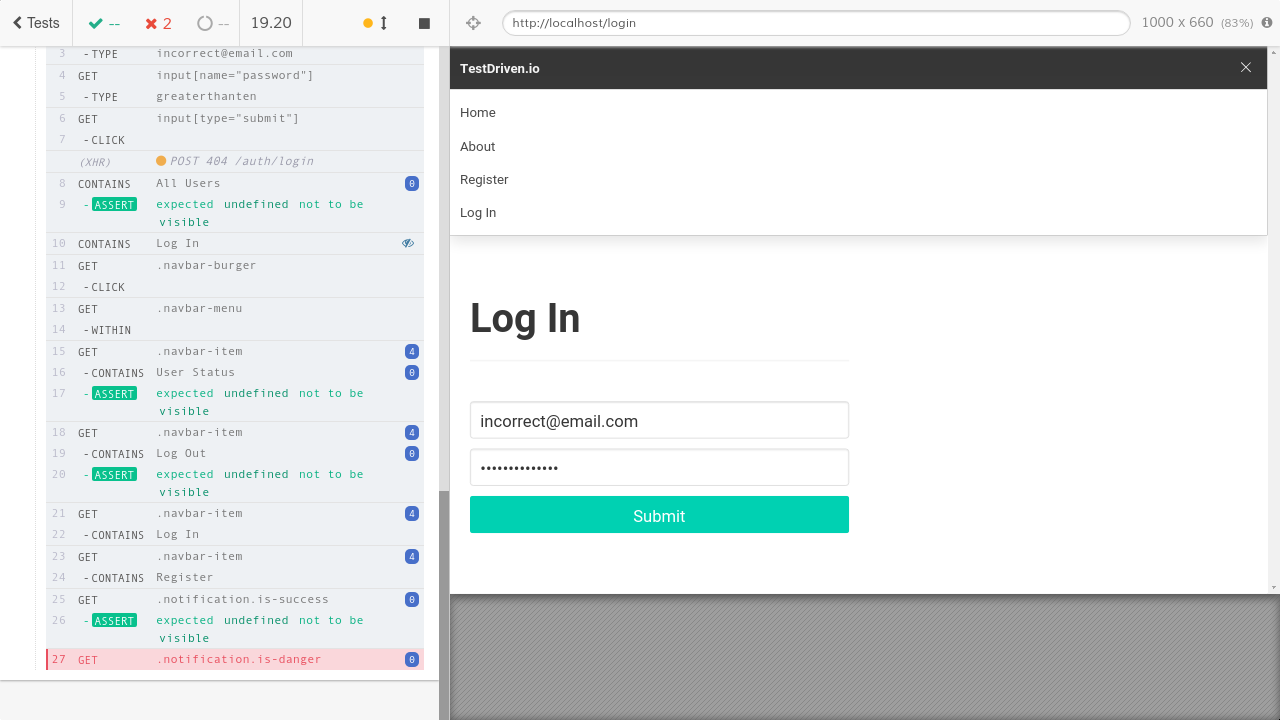 Tests
--
2
--
19.20
http://localhost/login
1000 x 660 (83%)
3 -TYPE incorrect@email.com
4 GET input[name="password"]
5 -TYPE greaterthanten
6 GET input[type="submit"]
7 -CLICK
(XHR) POST 404 /auth/login
8 CONTAINS All Users 0
9 -ASSERT expected undefined not to be
visible
10 CONTAINS Log In
11 GET .navbar-burger
12 -CLICK
13 GET .navbar-menu
14 -WITHIN
15 GET .navbar-item 4
16 -CONTAINS User Status 0
17 -ASSERT expected undefined not to be
visible
18 GET .navbar-item 4
19 -CONTAINS Log Out 0
20 -ASSERT expected undefined not to be
visible
21 GET .navbar-item 4
22 -CONTAINS Log In
23 GET .navbar-item 4
24 -CONTAINS Register
25 GET .notification.is-success 0
26 -ASSERT expected undefined not to be
visible
27 GET .notification.is-danger 0
TestDriven.io
Home
About
Register
Log In
Log In
incorrect@email.com
••••••••••••••
Submit